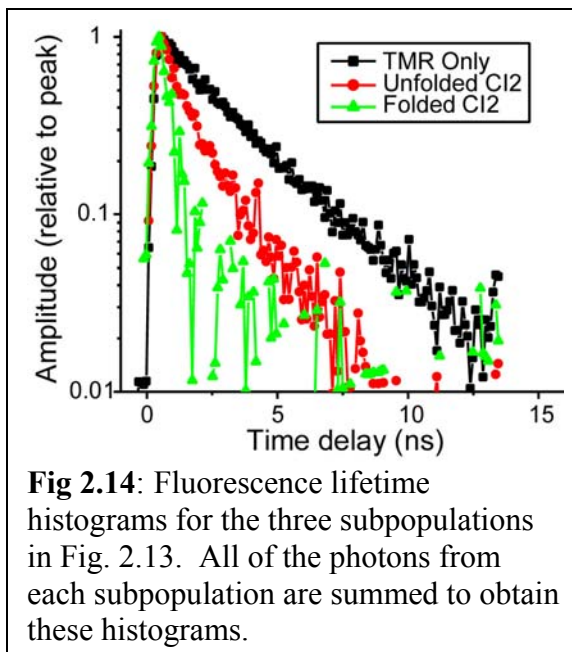 1
0.1
0.01
Amplitude (relative to peak)
TMR Only
Unfolded CI2
Folded CI2
0 5 10 15
Time delay (ns)
Fig 2.14: Fluorescence lifetime
histograms for the three subpopulations
in Fig. 2.13. All of the photons from
each subpopulation are summed to obtain
these histograms.